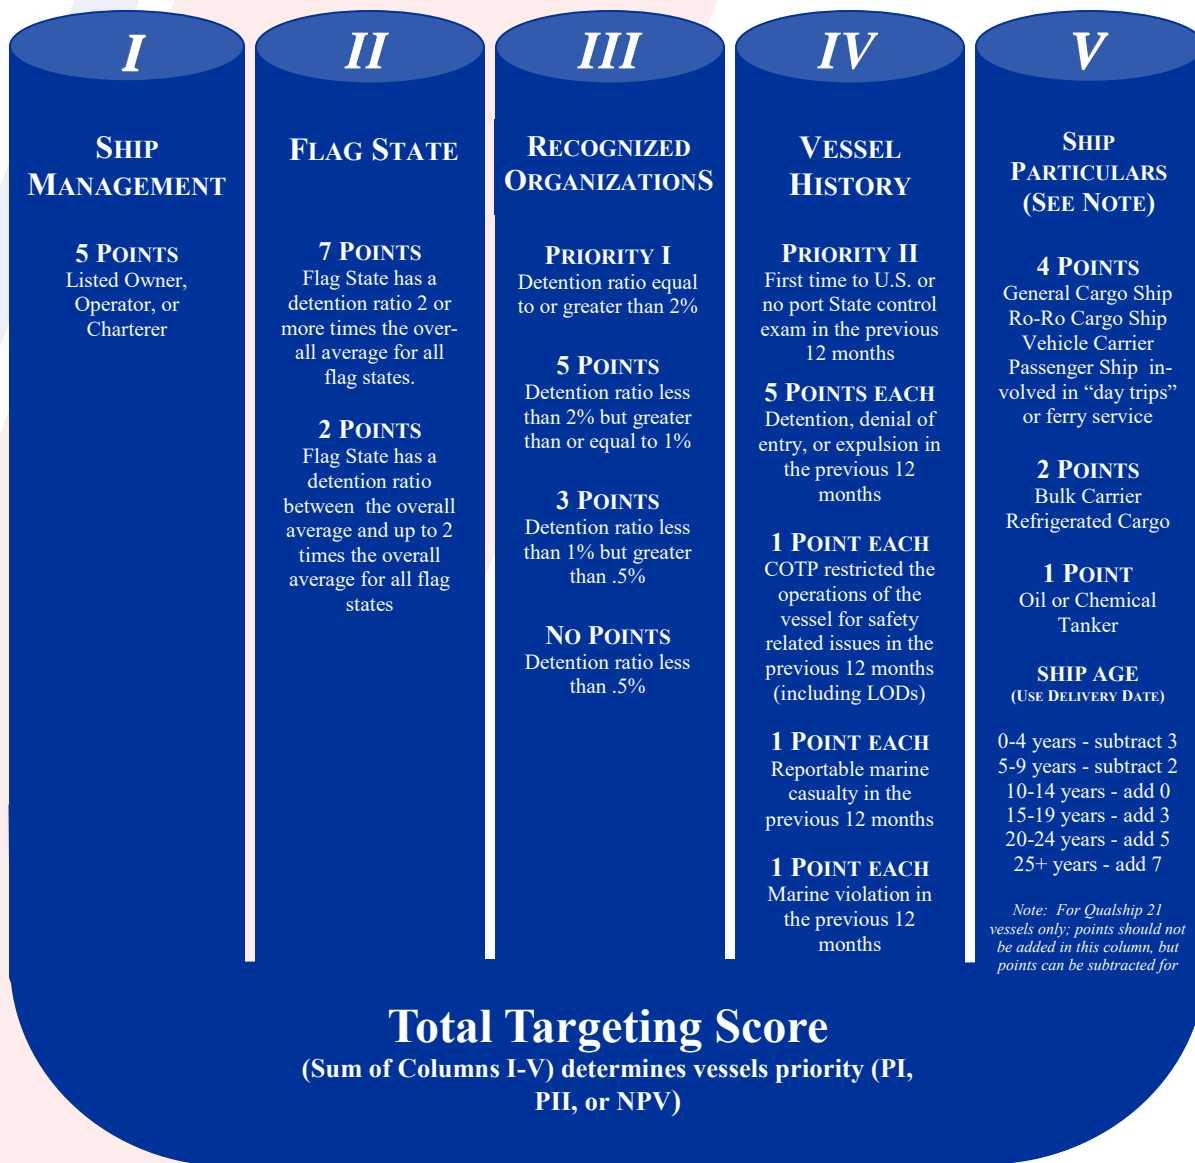 I
SHIP
MANAGEMENT
5 POINTS
Listed Owner,
Operator, or
Charterer
II
FLAG STATE
7 POINTS
Flag State has a
detention ratio 2 or
more times the over-
all average for all
flag states.
2 POINTS
Flag State has a
detention ratio
between the overall
average and up to 2
times the overall
average for all flag
states
III
RECOGNIZED
ORGANIZATIONS
PRIORITY I
Detention ratio equal
to or greater than 2%
5 POINTS
Detention ratio less
than 2% but greater
than or equal to 1%
3 POINTS
Detention ratio less
than 1% but greater
than .5%
NO POINTS
Detention ratio less
than .5%
IV
VESSEL
HISTORY
PRIORITY II
First time to U.S. or
no port State control
exam in the previous
12 months
5 POINTS EACH
Detention, denial of
entry, or expulsion in
the previous 12
months
1 POINT EACH
COTP restricted the
operations of the
vessel for safety
related issues in the
previous 12 months
(including LODs)
1 POINT EACH
Reportable marine
casualty in the
previous 12 months
1 POINT EACH
Marine violation in
the previous 12
months
V
SHIP
PARTICULARS
(SEE NOTE)
4 POINTS
General Cargo Ship
Ro-Ro Cargo Ship
Vehicle Carrier
Passenger Ship in-
volved in “day trips”
or ferry service
2 POINTS
Bulk Carrier
Refrigerated Cargo
1 POINT
Oil or Chemical
Tanker
SHIP AGE
(USE DELIVERY DATE)
0-4 years - subtract 3
5-9 years - subtract 2
10-14 years - add 0
15-19 years - add 3
20-24 years - add 5
25+ years - add 7
Note: For Qualship 21
vessels only; points should not
be added in this column, but
points can be subtracted for
Total Targeting Score
(Sum of Columns I-V) determines vessels priority (PI,
PII, or NPV)